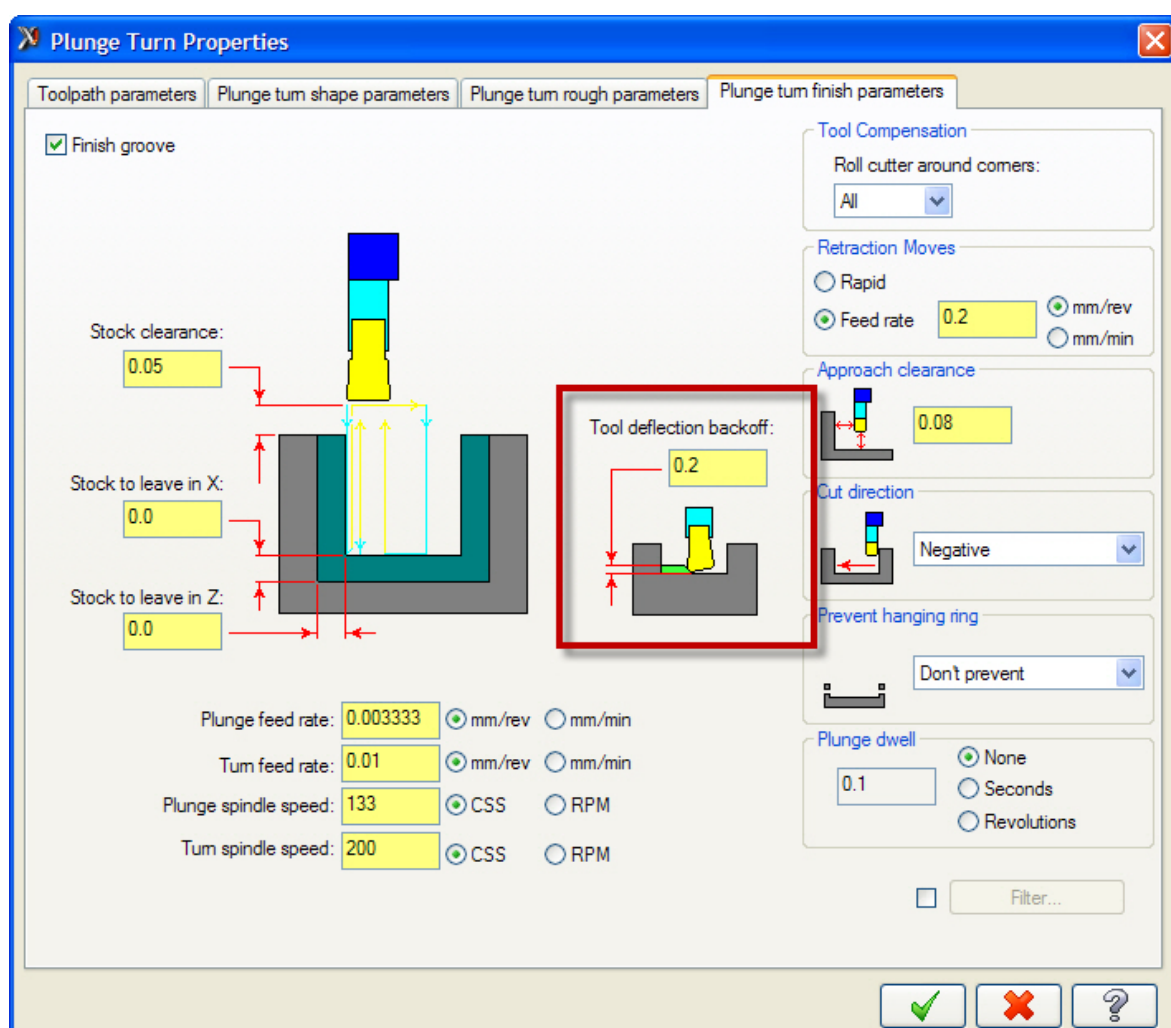 Plunge Turn Properties
Toolpath parameters
Plunge turn shape parameters
Plunge turn rough parameters
Plunge turn finish parameters
Finish groove
Stock clearance:
0.05
Stock to leave in X:
0.0
Stock to leave in Z:
0.0
Tool deflection backoff:
0.2
Plunge feed rate: 0.003333 mm/rev mm/min
Turn feed rate: 0.01 mm/rev mm/min
Plunge spindle speed: 133 CSS RPM
Turn spindle speed: 200 CSS RPM
Tool Compensation
Roll cutter around corners:
All
Retraction Moves
Rapid
Feed rate 0.2 mm/rev
mm/min
Approach clearance
0.08
Cut direction
Negative
Prevent hanging ring
Don't prevent
Plunge dwell
0.1
None
Seconds
Revolutions
Filter...